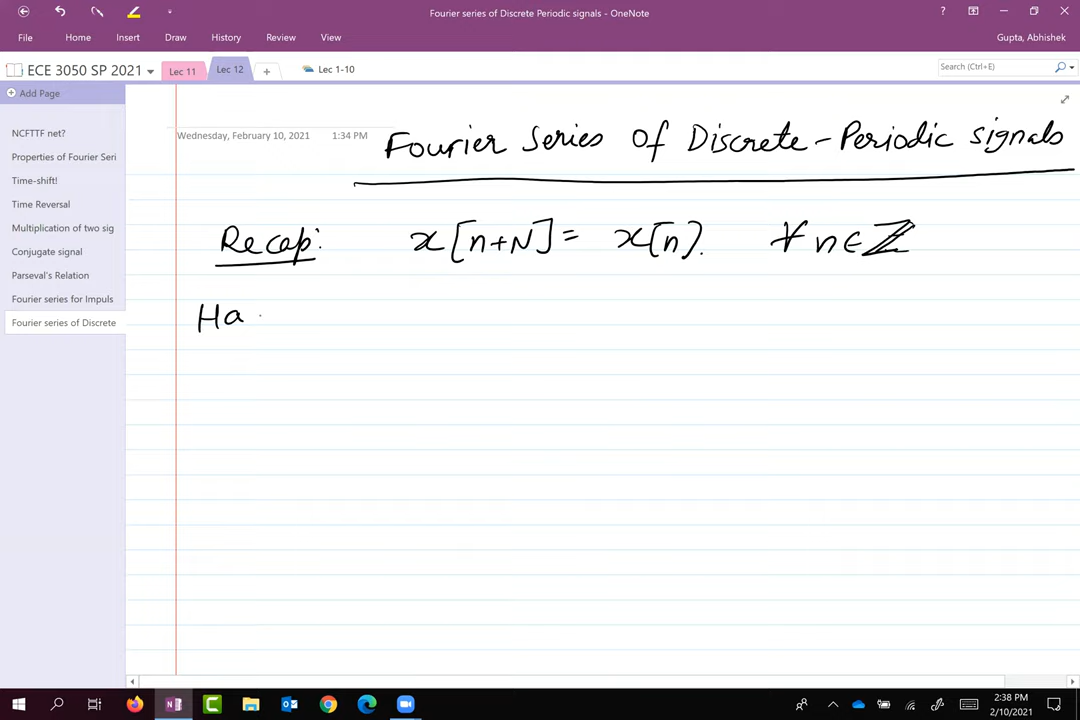 Fourier series of Discrete Periodic signals - OneNote
?
File Home Insert Draw History Review View
Gupta, Abhishek
ECE 3050 SP 2021 Lec 11 Lec 12 + Lec 1-10
Search (Ctrl+E)
Add Page
NCFTTF net?
Properties of Fourier Seri
Time-shift!
Time Reversal
Multiplication of two sig
Conjugate signal
Parseval's Relation
Fourier series for Impuls
Fourier series of Discrete
Wednesday, February 10, 2021 1:34 PM
Fourier Series Of Discrete-Periodic signals
Recap: x[n+N] = x[n]. ∀ n∈ℤ
Ha
2:38 PM
2/10/2021